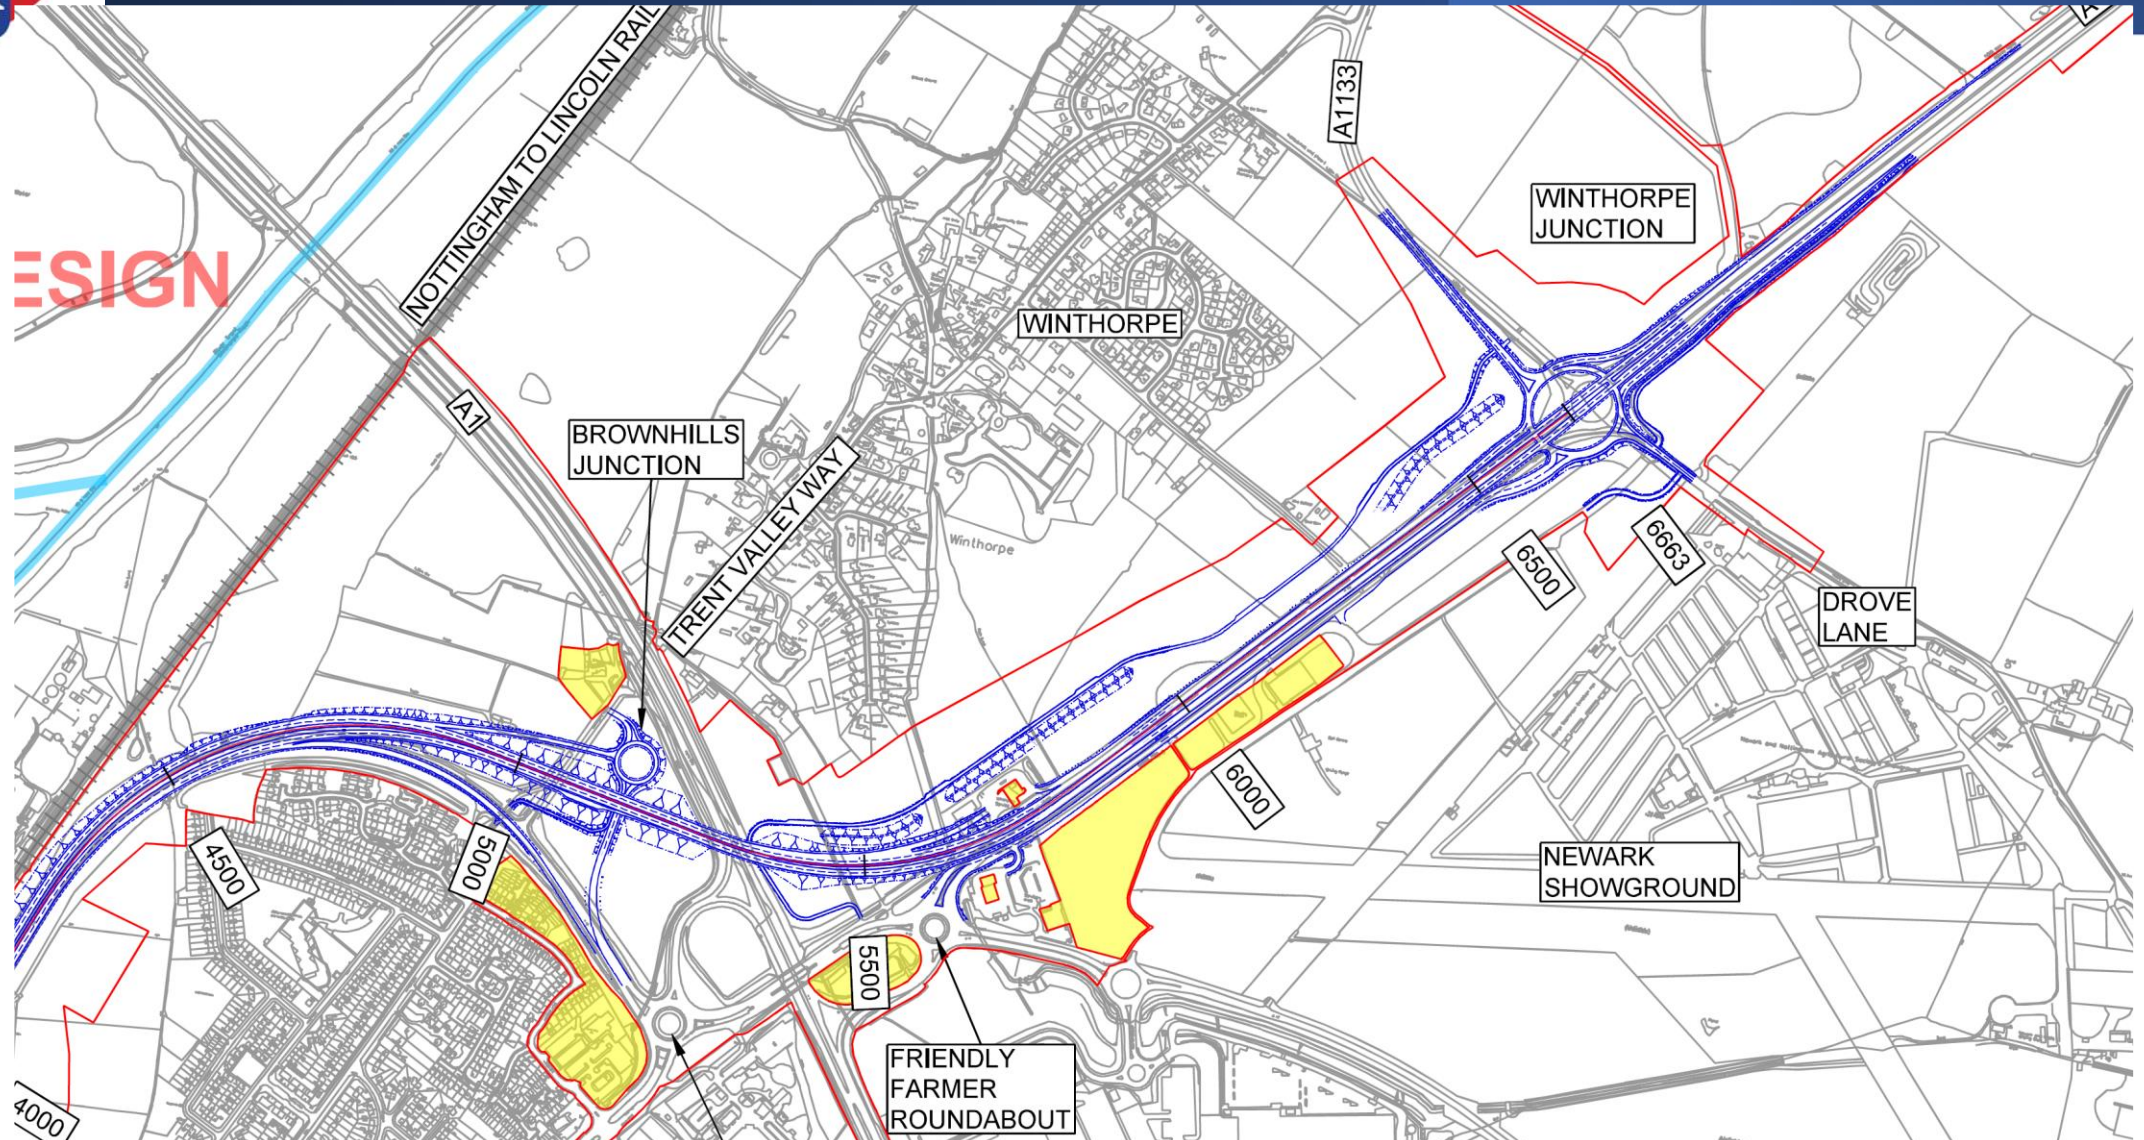 NOTTINGHAM TO LINCOLN RAIL
A1133
WINTHORPE
JUNCTION
ESIGN
WINTHORPE
A1
BROWNHILLS
JUNCTION
TRENT VALLEY WAY
Winthorpe
6500
6663
DROVE
LANE
6000
4500
5000
NEWARK
SHOWGROUND
5500
FRIENDLY
FARMER
ROUNDABOUT
4000